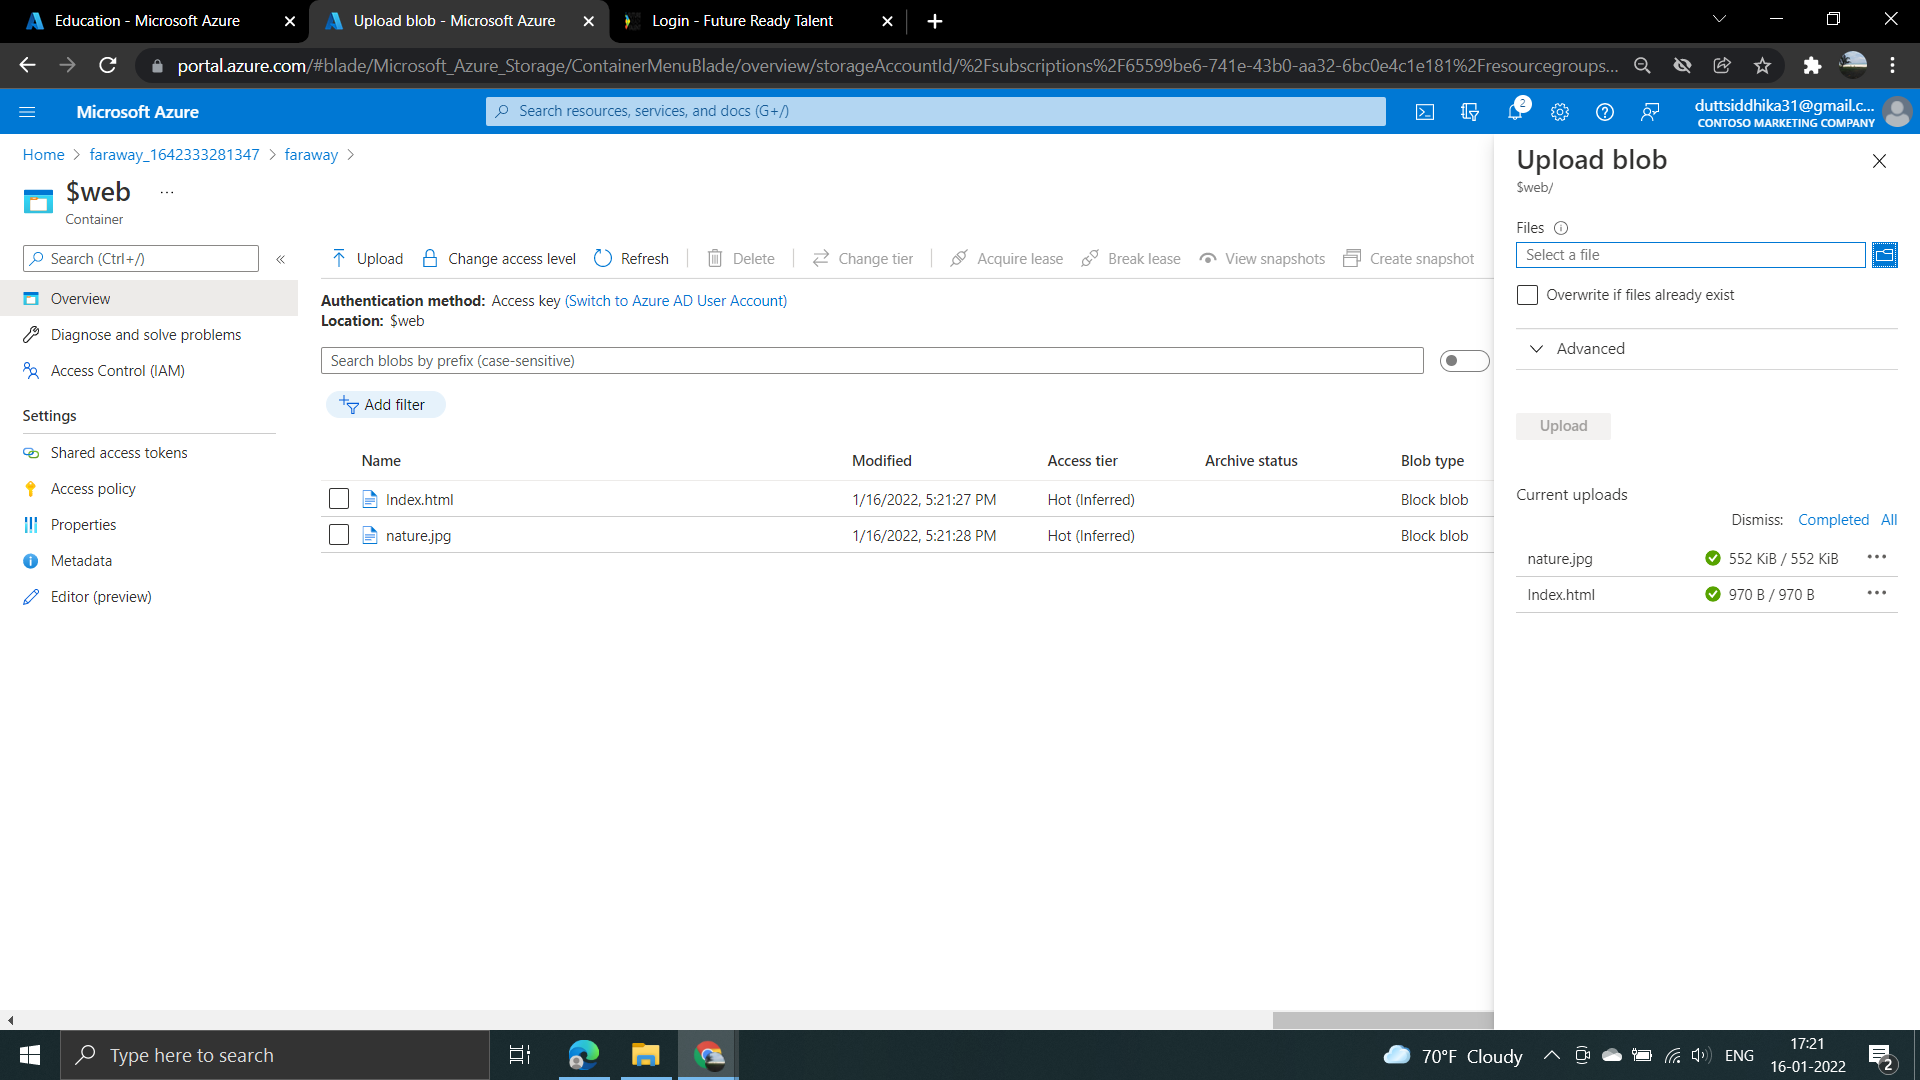 Education - Microsoft Azure
Upload blob - Microsoft Azure
Login - Future Ready Talent
portal.azure.com/#blade/Microsoft_Azure_Storage/ContainerMenuBlade/overview/storageAccountId/%2Fsubscriptions%2F65599be6-741e-43b0-aa32-6bc0e4c1e181%2Fresourcegroups...
Microsoft Azure
Search resources, services, and docs (G+/)
2
duttsiddhika31@gmail.c...
CONTOSO MARKETING COMPANY
Home > faraway_1642333281347 > faraway >
$web ...
Container
Search (Ctrl+/)
«
Overview
Diagnose and solve problems
Access Control (IAM)
Settings
Shared access tokens
Access policy
Properties
Metadata
Editor (preview)
Upload Change access level Refresh Delete Change tier Acquire lease Break lease View snapshots Create snapshot
Authentication method: Access key (Switch to Azure AD User Account)
Location: $web
Search blobs by prefix (case-sensitive)
Add filter
Name Modified Access tier Archive status Blob type
Index.html 1/16/2022, 5:21:27 PM Hot (Inferred) Block blob
nature.jpg 1/16/2022, 5:21:28 PM Hot (Inferred) Block blob
Upload blob
$web/
Files
Select a file
Overwrite if files already exist
Advanced
Upload
Current uploads
Dismiss: Completed All
nature.jpg 552 KiB / 552 KiB ...
Index.html 970 B / 970 B ...
Type here to search
70°F Cloudy
ENG
17:21
16-01-2022
2